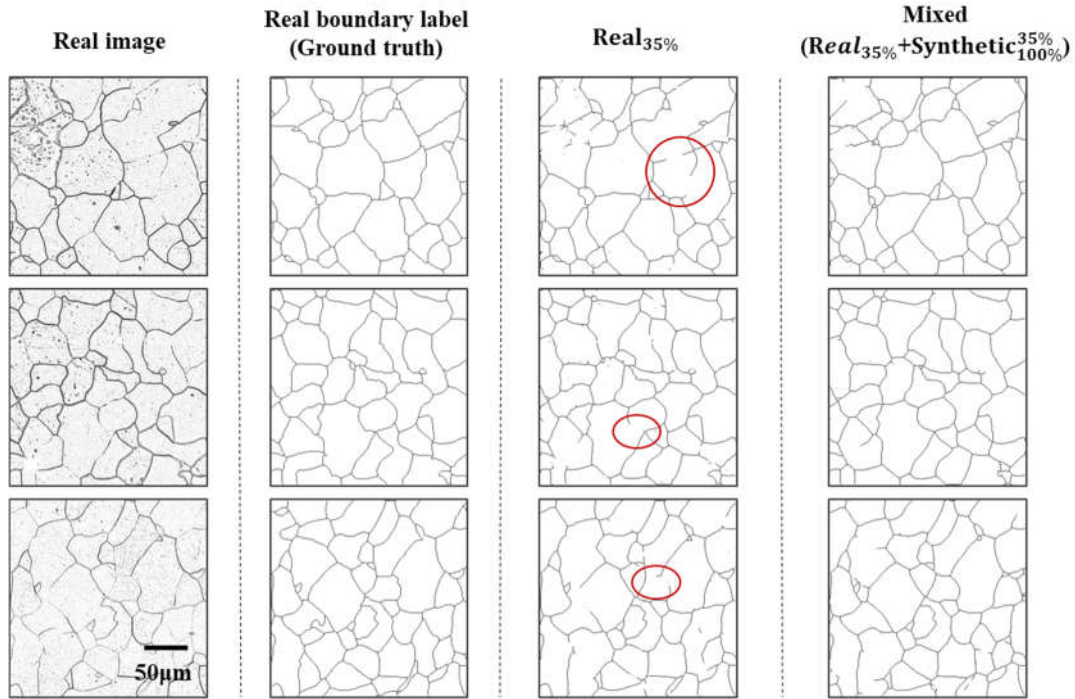 Real image
Real boundary label
(Ground truth)
Real35%
Mixed
(Real35%+Synthetic35%100%)
50μm